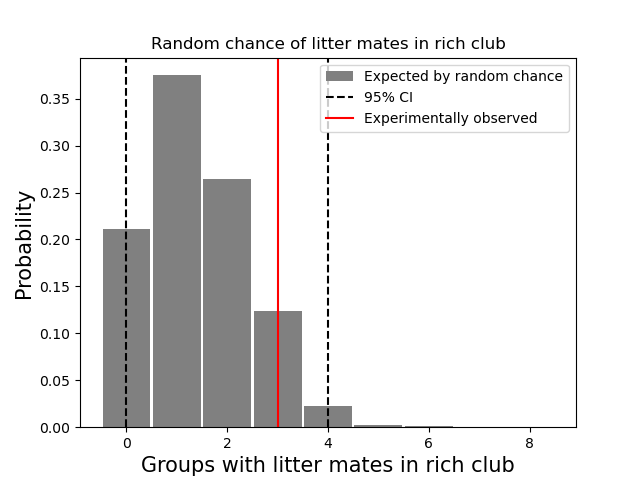 Random chance of litter mates in rich club
Expected by random chance
95% CI
Experimentally observed
0.35
0.30
0.25
0.20
0.15
0.10
0.05
0.00
Probability
0 2 4 6 8
Groups with litter mates in rich club